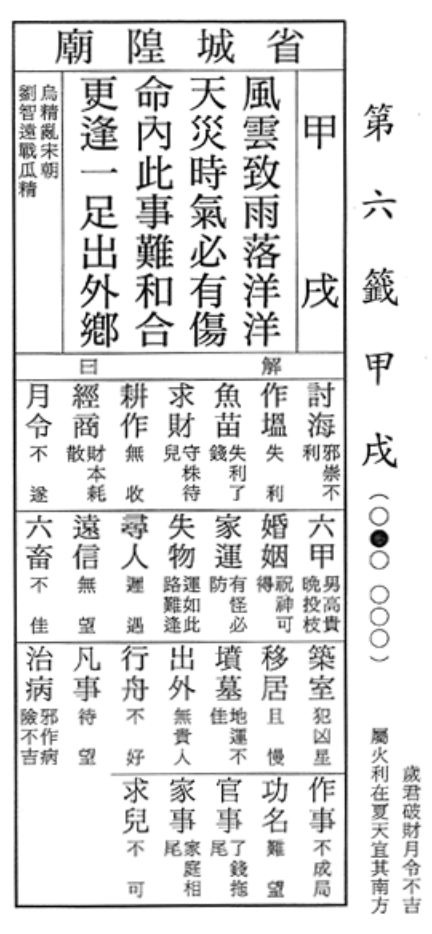 第六籤甲戌（○●○ ○○○）
歲君破財月令不吉
屬火利在夏天宜其南方
省城隍廟
甲戌
風雲致雨落洋洋
天災時氣必有傷
命內此事難和合
更逢一足出外鄉
烏精亂宋朝
劉智遠戰瓜精
解曰
討海 邪祟不利
作塭 失利
魚苗 失利了錢
求財 守株待兒
耕作 無收
經商 財本耗散
月令 不遂
六甲 男高貴晚投枝
婚姻 祝神可得
家運 有怪必防
失物 運如此路難逢
尋人 遲遇
遠信 無望
六畜 不佳
築室 犯凶星
移居 且慢
墳墓 地運不佳
出外 無貴人
行舟 不好
凡事 待望
治病 邪作病險不吉
作事 不成局
功名 難望
官事 了錢拖尾
家事 家庭相尾
求兒 不可